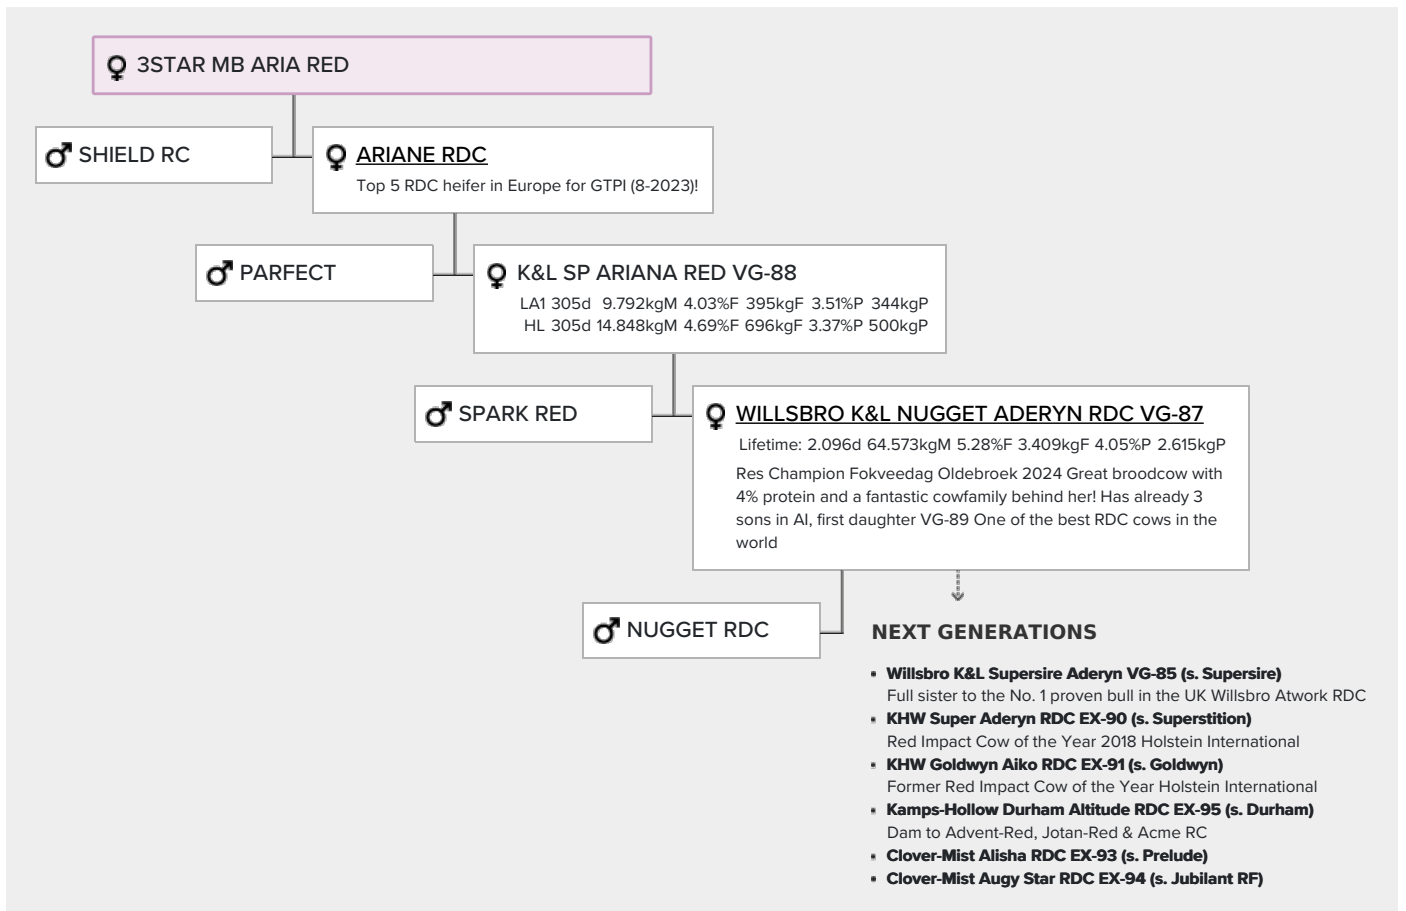 3STAR MB ARIA RED
SHIELD RC
ARIANE RDC
Top 5 RDC heifer in Europe for GTPI (8-2023)!
PARFECT
K&L SP ARIANA RED VG-88
LA1 305d 9.792kgM 4.03%F 395kgF 3.51%P 344kgP
HL 305d 14.848kgM 4.69%F 696kgF 3.37%P 500kgP
SPARK RED
WILLSBRO K&L NUGGET ADERYN RDC VG-87
Lifetime: 2.096d 64.573kgM 5.28%F 3.409kgF 4.05%P 2.615kgP
Res Champion Fokveedag Oldebroek 2024 Great broodcow with
4% protein and a fantastic cowfamily behind her! Has already 3
sons in AI, first daughter VG-89 One of the best RDC cows in the
world
NUGGET RDC
NEXT GENERATIONS
Willsbro K&L Supersire Aderyn VG-85 (s. Supersire)
Full sister to the No. 1 proven bull in the UK Willsbro Atwork RDC
KHW Super Aderyn RDC EX-90 (s. Superstition)
Red Impact Cow of the Year 2018 Holstein International
KHW Goldwyn Aiko RDC EX-91 (s. Goldwyn)
Former Red Impact Cow of the Year Holstein International
Kamps-Hollow Durham Altitude RDC EX-95 (s. Durham)
Dam to Advent-Red, Jotan-Red & Acme RC
Clover-Mist Alisha RDC EX-93 (s. Prelude)
Clover-Mist Augy Star RDC EX-94 (s. Jubilant RF)